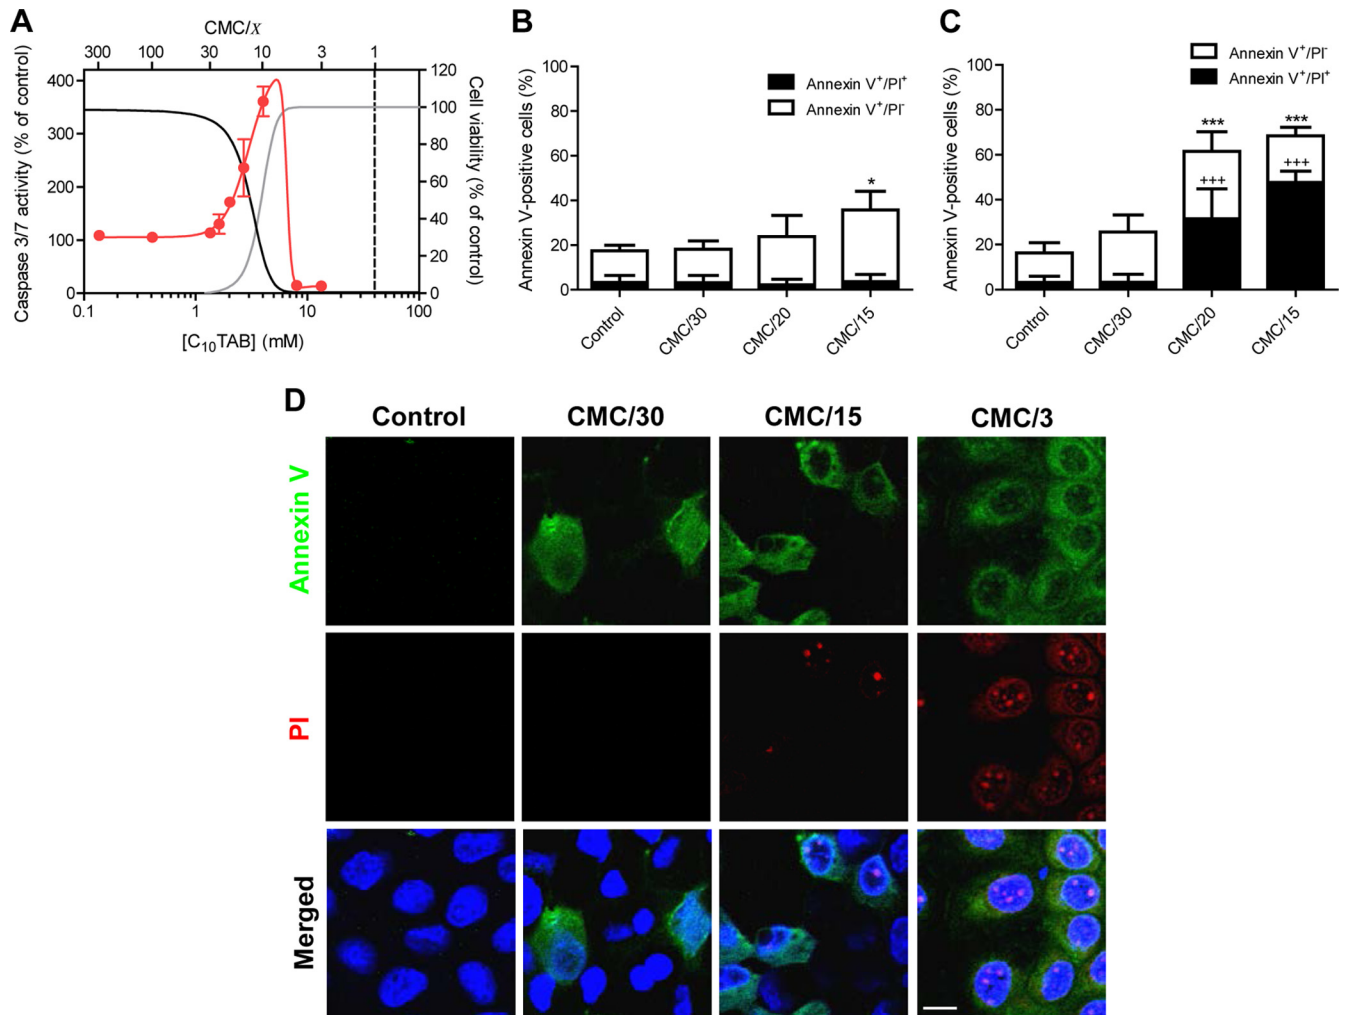 A
CMC/X
300 100 30 10 3 1
Caspase 3/7 activity (% of control)
400
300
200
100
0
120
100
80
60
40
20
0
Cell viability (% of control)
0.1 1 10 100
[C₁₀TAB] (mM)
B
Annexin V-positive cells (%)
100
80
60
40
20
0
Annexin V⁺/PI⁺
Annexin V⁺/PI⁻
*
Control CMC/30 CMC/20 CMC/15
C
Annexin V-positive cells (%)
100
80
60
40
20
0
Annexin V⁺/PI⁻
Annexin V⁺/PI⁺
*** ***
+++ +++
Control CMC/30 CMC/20 CMC/15
D
Control CMC/30 CMC/15 CMC/3
Annexin V
PI
Merged